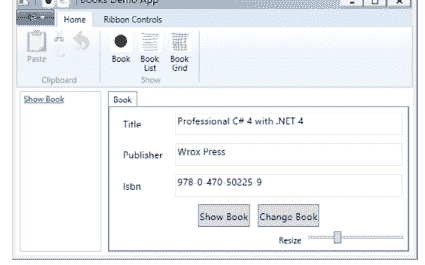 Books Demo App
Home Ribbon Controls
Paste
Book Book List Book Grid
Clipboard Show
Show Book
Book
Title Professional C# 4 with .NET 4
Publisher Wrox Press
Isbn 978-0-470-50225-9
Show Book Change Book
Resize